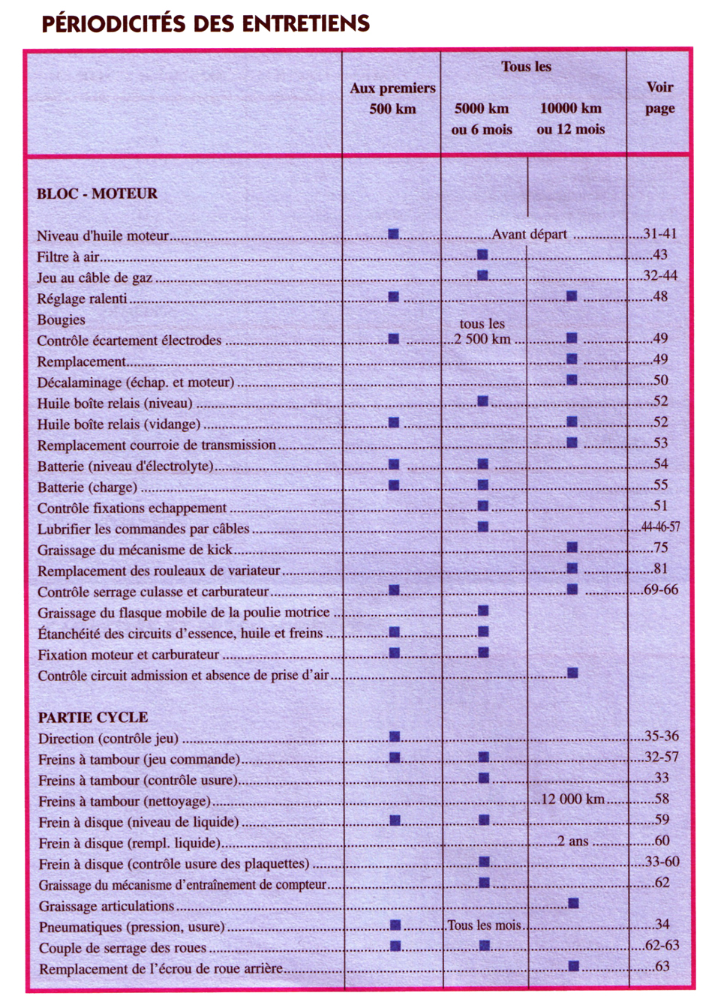 PÉRIODICITÉS DES ENTRETIENS
Tous les
Aux premiers Voir
500 km 5000 km 10000 km page
ou 6 mois ou 12 mois
BLOC - MOTEUR
Niveau d'huile moteur ■ Avant départ 31-41
Filtre à air ■ 43
Jeu au câble de gaz ■ 32-44
Réglage ralenti ■ ■ 48
Bougies
tous les
Contrôle écartement électrodes ■ 2 500 km ■ 49
Remplacement ■ 49
Décalaminage (échap. et moteur) ■ 50
Huile boîte relais (niveau) ■ 52
Huile boîte relais (vidange) ■ ■ 52
Remplacement courroie de transmission ■ 53
Batterie (niveau d'électrolyte) ■ ■ 54
Batterie (charge) ■ ■ 55
Contrôle fixations echappement ■ 51
Lubrifier les commandes par câbles ■ 44-46-57
Graissage du mécanisme de kick ■ 75
Remplacement des rouleaux de variateur ■ 81
Contrôle serrage culasse et carburateur ■ ■ 69-66
Graissage du flasque mobile de la poulie motrice ■
Étanchéité des circuits d’essence, huile et freins ■ ■
Fixation moteur et carburateur ■ ■
Contrôle circuit admission et absence de prise d’air ■
PARTIE CYCLE
Direction (contrôle jeu) ■ 35-36
Freins à tambour (jeu commande) ■ ■ 32-57
Freins à tambour (contrôle usure) ■ 33
Freins à tambour (nettoyage) 12 000 km 58
Frein à disque (niveau de liquide) ■ ■ 59
Frein à disque (rempl. liquide) 2 ans 60
Frein à disque (contrôle usure des plaquettes) ■ 33-60
Graissage du mécanisme d’entraînement de compteur ■ 62
Graissage articulations ■
Pneumatiques (pression, usure) ■ Tous les mois 34
Couple de serrage des roues ■ ■ 62-63
Remplacement de l’écrou de roue arrière ■ 63